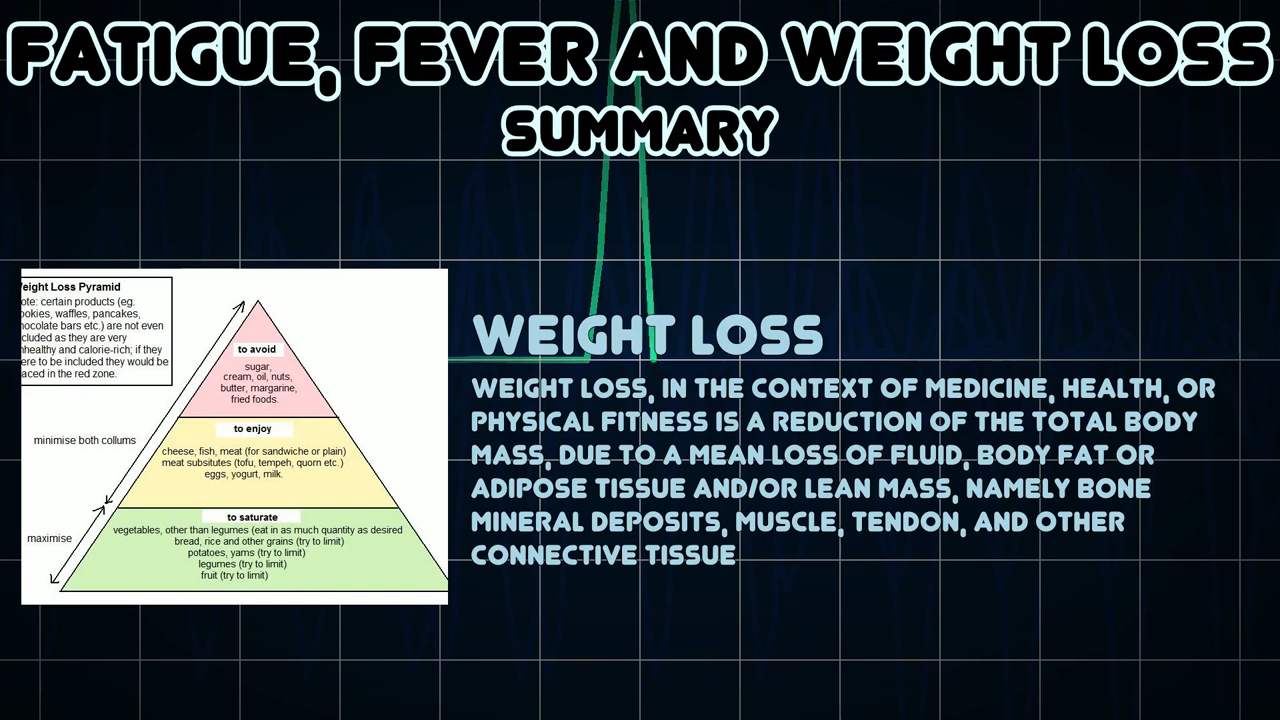 FATIGUE, FEVER AND WEIGHT LOSS
SUMMARY
eight Loss Pyramid
ote: certain products (eg.
ookies, waffles, pancakes,
hocolate bars etc.) are not even
cluded as they are very
nhealthy and calorie-rich; if they
ere to be included they would be
aced in the red zone.
to avoid
sugar,
cream, oil, nuts,
butter, margarine,
fried foods.
minimise both collums
to enjoy
cheese, fish, meat (for sandwiche or plain)
meat subsitutes (tofu, tempeh, quorn etc.)
eggs, yogurt, milk.
maximise
to saturate
vegetables, other than legumes (eat in as much quantity as desired
bread, rice and other grains (try to limit)
potatoes, yams (try to limit)
legumes (try to limit)
fruit (try to limit)
WEIGHT LOSS
WEIGHT LOSS, IN THE CONTEXT OF MEDICINE, HEALTH, OR
PHYSICAL FITNESS IS A REDUCTION OF THE TOTAL BODY
MASS, DUE TO A MEAN LOSS OF FLUID, BODY FAT OR
ADIPOSE TISSUE AND/OR LEAN MASS, NAMELY BONE
MINERAL DEPOSITS, MUSCLE, TENDON, AND OTHER
CONNECTIVE TISSUE